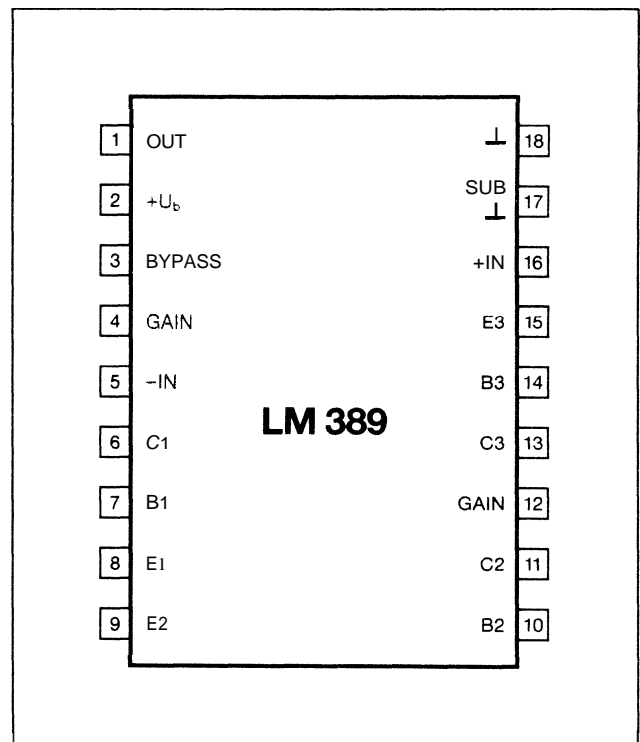 1 OUT ⊥ 18
2 +U_b SUB ⊥ 17
3 BYPASS +IN 16
4 GAIN E3 15
5 -IN B3 14
LM 389
6 C1 C3 13
7 B1 GAIN 12
8 E1 C2 11
9 E2 B2 10